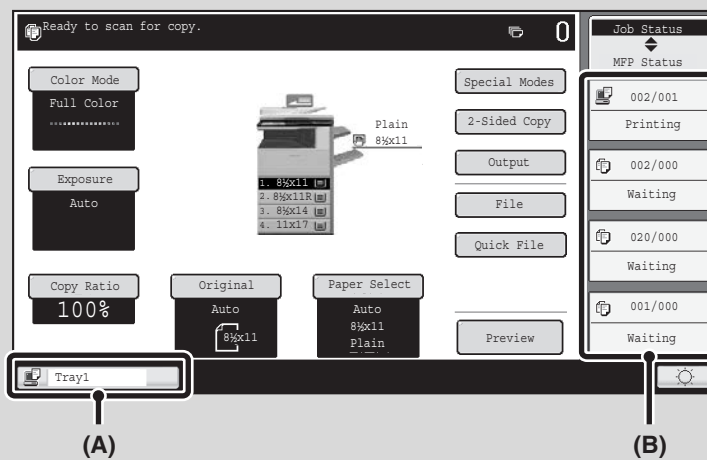 Ready to scan for copy.
0
Job Status
MFP Status
Color Mode
Full Color
Exposure
Auto
Copy Ratio
100%
Original
Auto
8½x11
Paper Select
Auto
8½x11
Plain
Plain
8½x11
1. 8½x11
2. 8½x11R
3. 8½x14
4. 11x17
Special Modes
2-Sided Copy
Output
File
Quick File
Preview
002/001
Printing
002/000
Waiting
020/000
Waiting
001/000
Waiting
Tray1
(A)
(B)